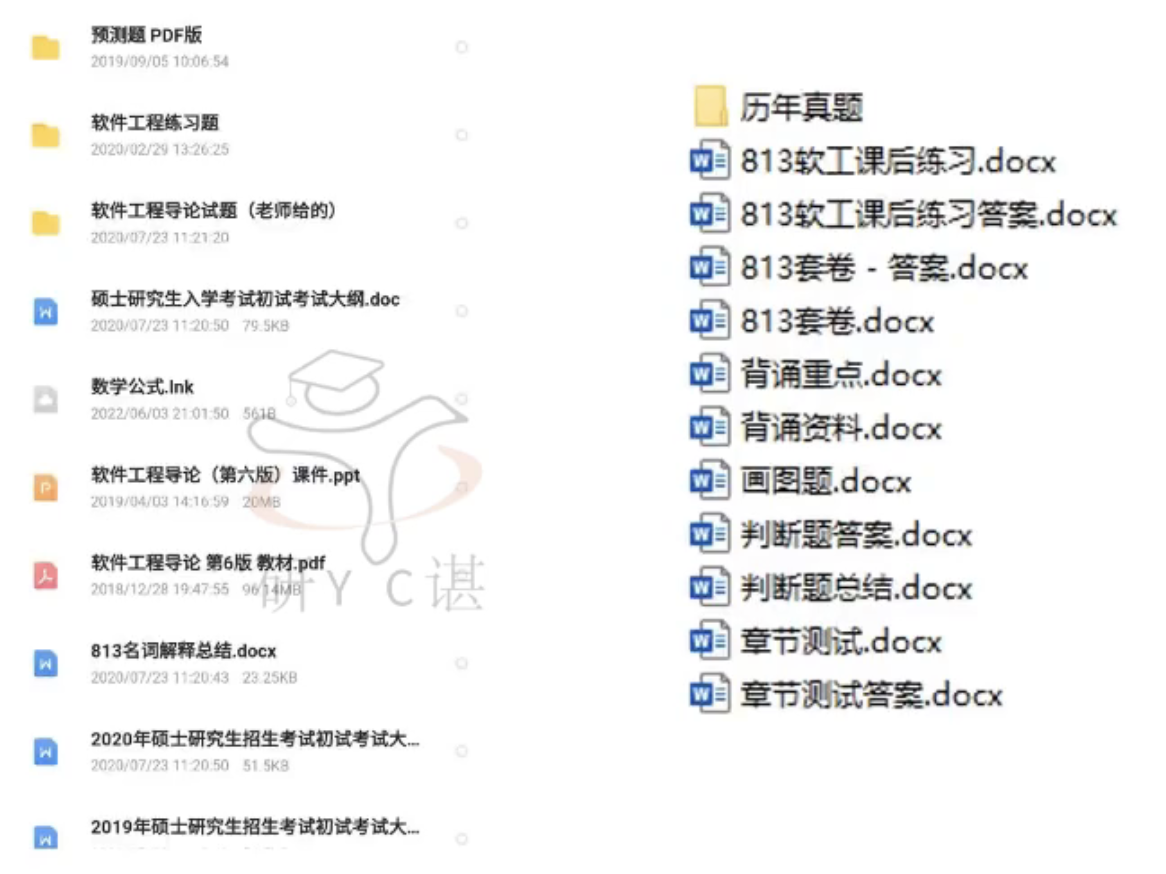 预测题 PDF版
2019/09/05 10:06:54
软件工程练习题
2020/02/29 13:26:25
软件工程导论试题（老师给的）
2020/07/23 11:21:20
硕士研究生入学考试初试考试大纲.doc
2020/07/23 11:20:50 79.5KB
数学公式.lnk
2022/06/03 21:01:50 561B
软件工程导论（第六版）课件.ppt
2019/04/03 14:16:59 20MB
软件工程导论 第6版 教材.pdf
2018/12/28 19:47:55 96.14MB
研 Y C 谌
813名词解释总结.docx
2020/07/23 11:20:43 23.25KB
2020年硕士研究生招生考试初试考试大...
2020/07/23 11:20:50 51.5KB
2019年硕士研究生招生考试初试考试大...
历年真题
813软工课后练习.docx
813软工课后练习答案.docx
813套卷 - 答案.docx
813套卷.docx
背诵重点.docx
背诵资料.docx
画图题.docx
判断题答案.docx
判断题总结.docx
章节测试.docx
章节测试答案.docx